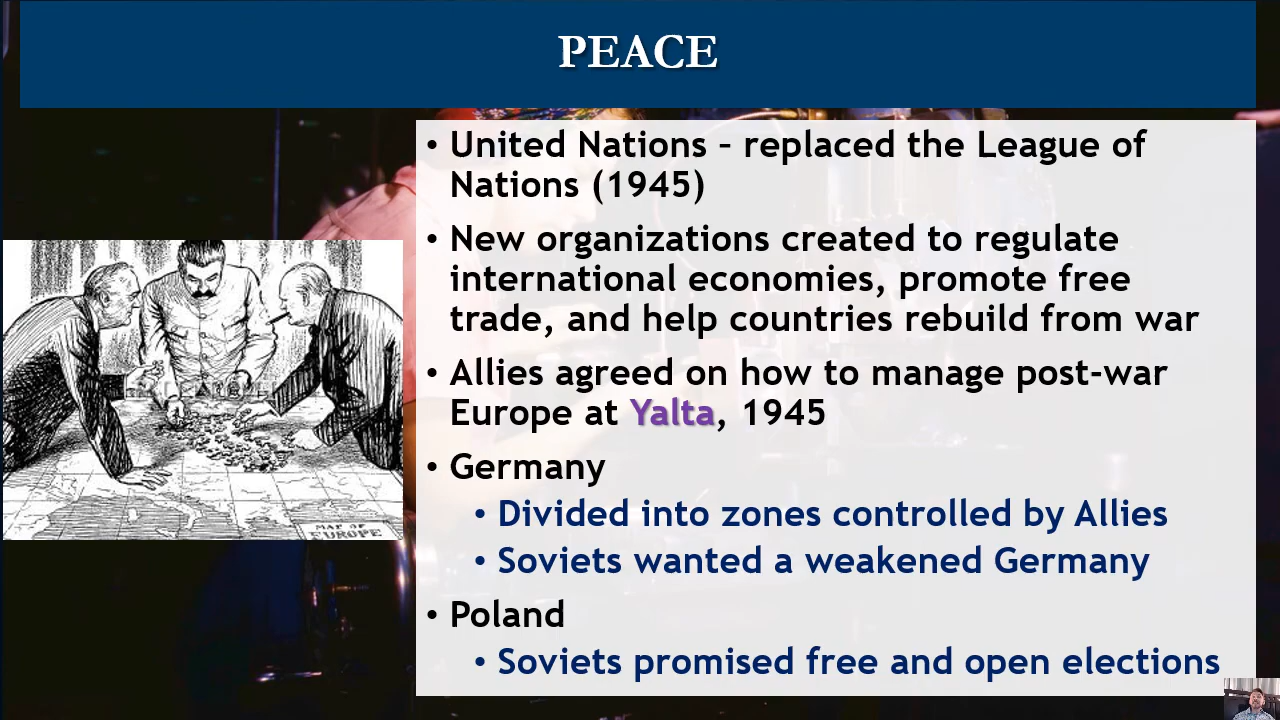 PEACE
• United Nations – replaced the League of
Nations (1945)
• New organizations created to regulate
international economies, promote free
trade, and help countries rebuild from war
• Allies agreed on how to manage post-war
Europe at Yalta, 1945
• Germany
• Divided into zones controlled by Allies
• Soviets wanted a weakened Germany
• Poland
• Soviets promised free and open elections
MAP OF
EUROPE